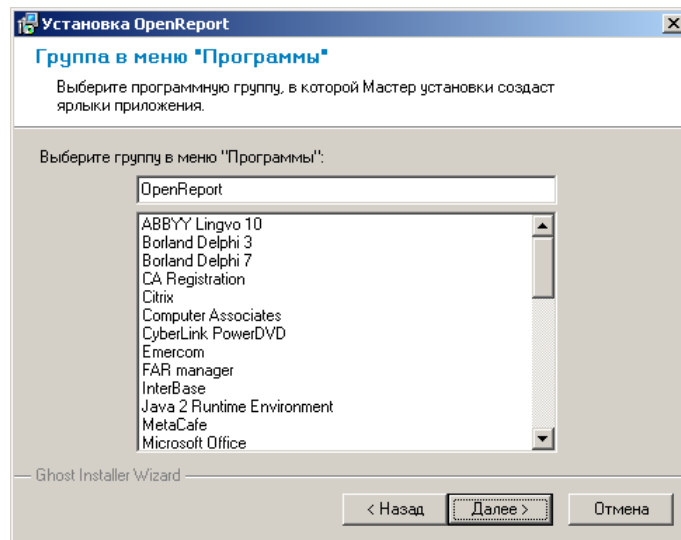 Установка OpenReport
Группа в меню "Программы"
Выберите программную группу, в которой Мастер установки создаст
ярлыки приложения.
Выберите группу в меню "Программы":
OpenReport
ABBYY Lingvo 10
Borland Delphi 3
Borland Delphi 7
CA Registration
Citrix
Computer Associates
CyberLink PowerDVD
Emercom
FAR manager
InterBase
Java 2 Runtime Environment
MetaCafe
Microsoft Office
Ghost Installer Wizard
< Назад Далее > Отмена